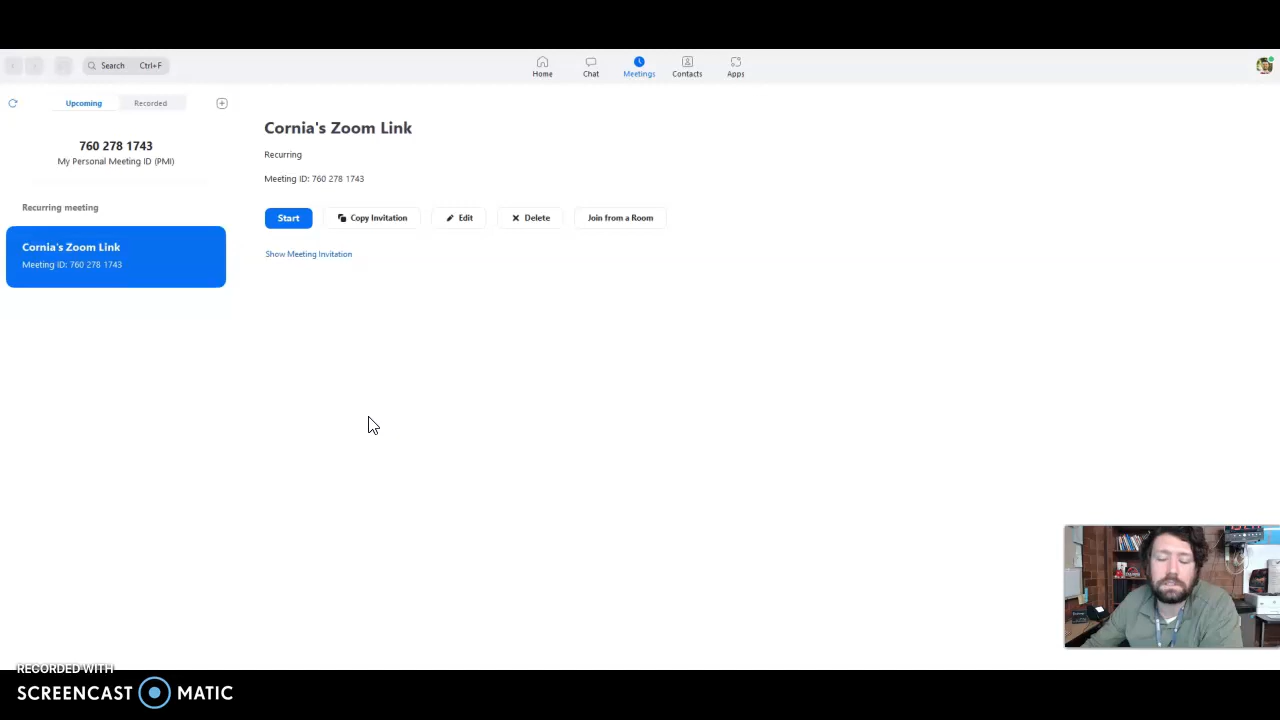 Search Ctrl+F
Home
Chat
Meetings
Contacts
Apps
Upcoming
Recorded
760 278 1743
My Personal Meeting ID (PMI)
Recurring meeting
Cornia's Zoom Link
Meeting ID: 760 278 1743
Cornia's Zoom Link
Recurring
Meeting ID: 760 278 1743
Start
Copy Invitation
Edit
Delete
Join from a Room
Show Meeting Invitation
RECORDED WITH
SCREENCAST MATIC